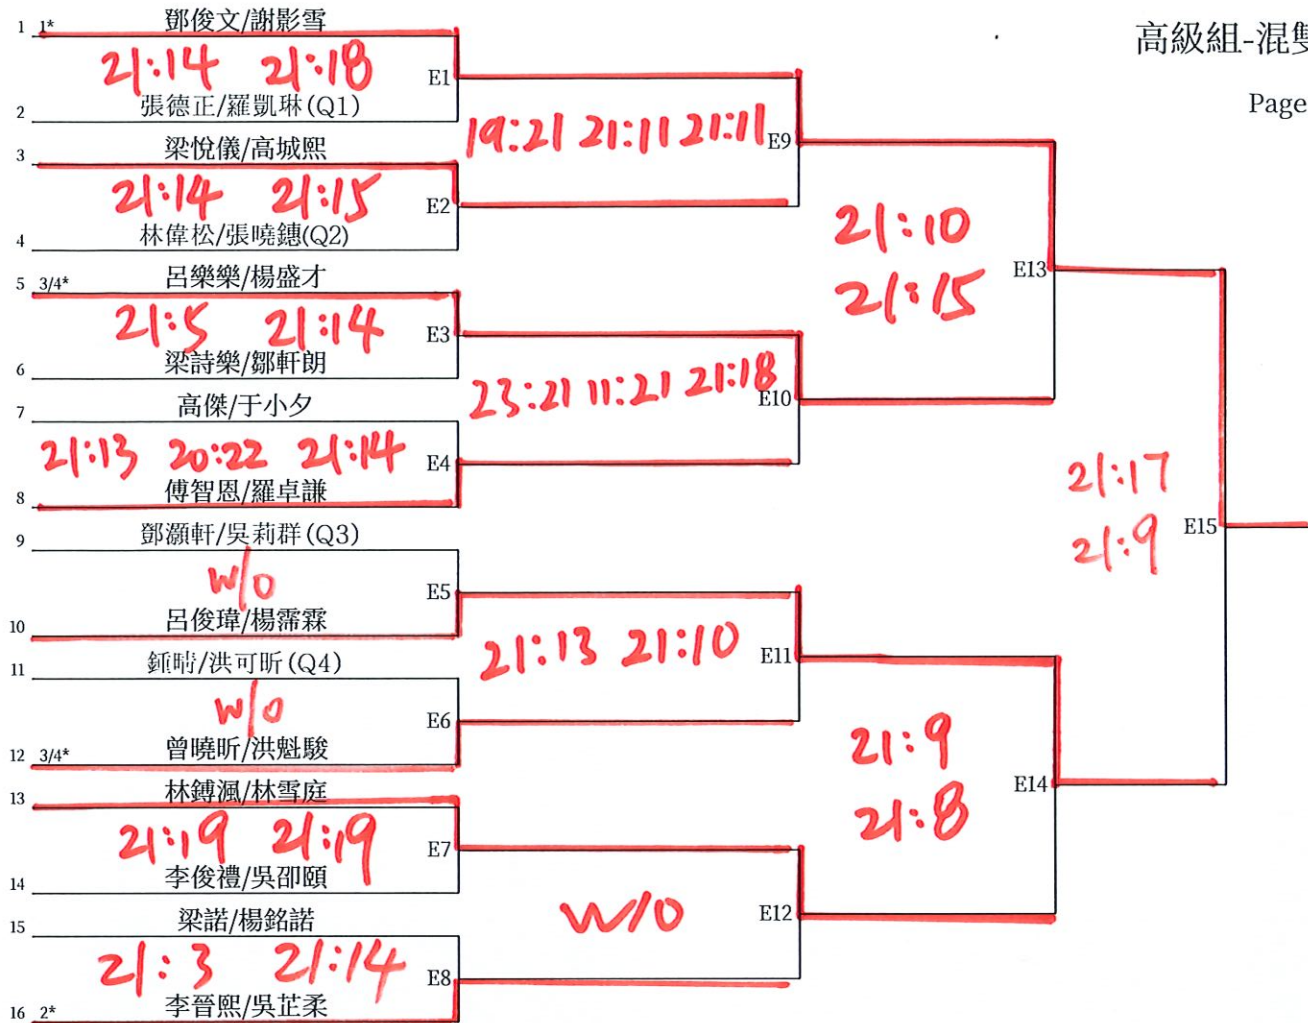 高級組-混雙
Page
1 1* 鄧俊文/謝影雪
21:14 21:18
E1
2 張德正/羅凱琳(Q1)
19:21 21:11 21:11
E9
3 梁悅儀/高城熙
21:14 21:15
E2
4 林偉松/張曉鏸(Q2)
21:10
21:15
E13
5 3/4* 呂樂樂/楊盛才
21:5 21:14
E3
6 梁詩樂/鄒軒朗
23:21 11:21 21:18
E10
7 高傑/于小夕
21:13 20:22 21:14
E4
8 傅智恩/羅卓謙
21:17
21:9
E15
9 鄧灝軒/吳莉群(Q3)
W/O
E5
10 呂俊瑋/楊霈霖
21:13 21:10
E11
11 鍾晴/洪可昕(Q4)
W/O
E6
12 3/4* 曾曉昕/洪魁駿
21:9
21:8
E14
13 林鎛渢/林雪庭
21:19 21:19
E7
14 李俊禮/吳卲頤
W/O
E12
15 梁諾/楊銘諾
21:3 21:14
E8
16 2* 李晉熙/吳芷柔